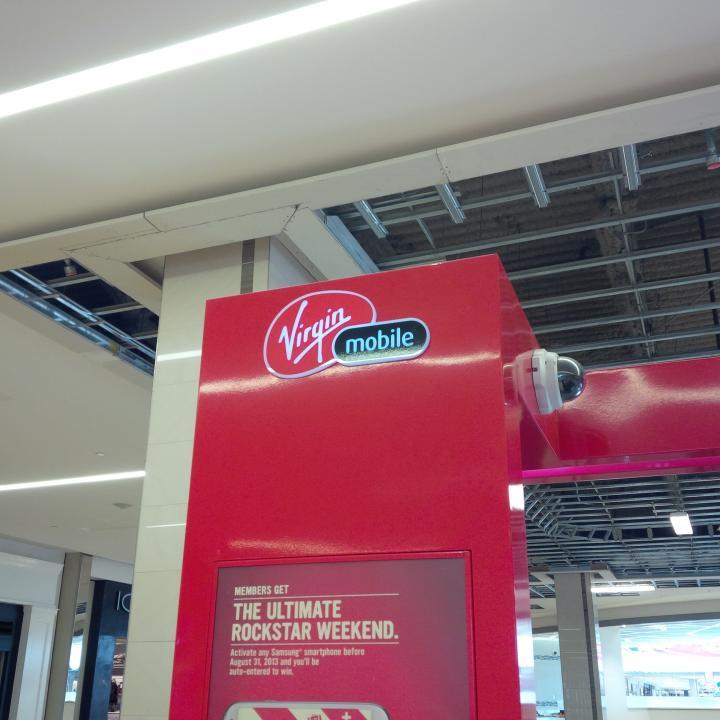 Virgin
mobile
MEMBERS GET
THE ULTIMATE
ROCKSTAR WEEKEND.
Activate any Samsung® smartphone before
August 31, 2013 and you'll be
auto-entered to win.